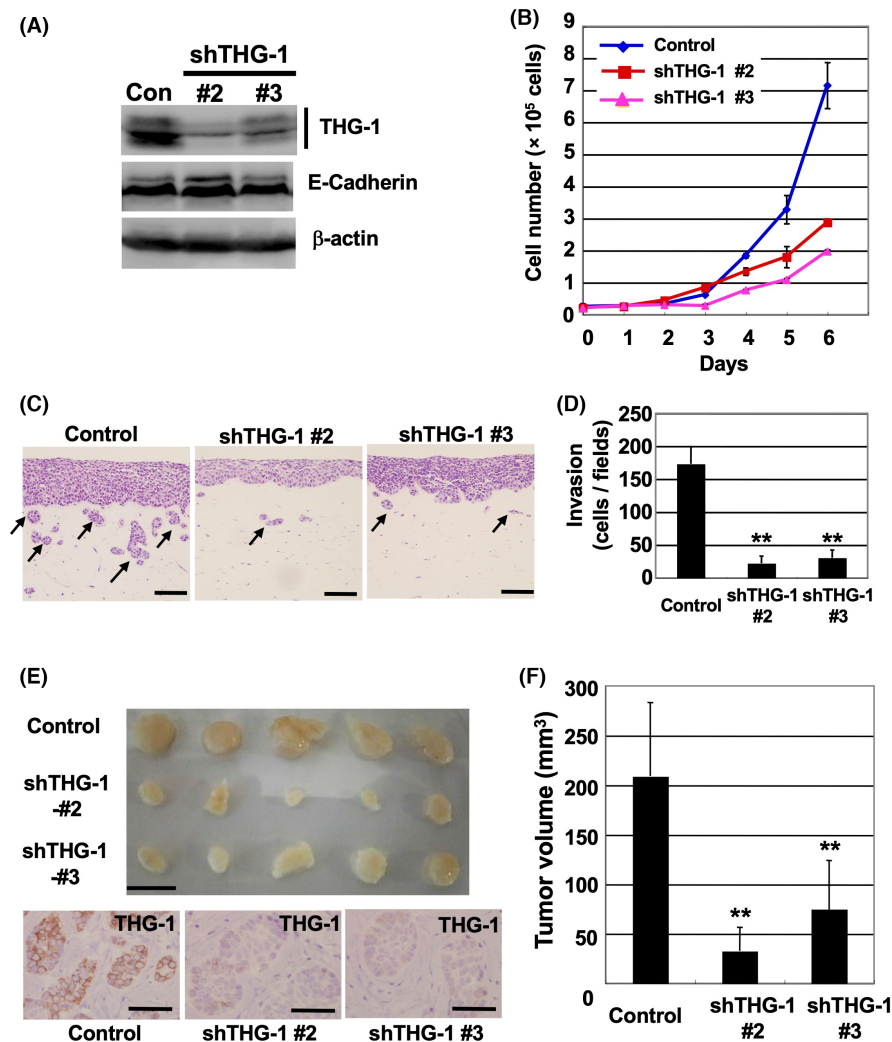 (A)
shTHG-1
Con #2 #3
THG-1
E-Cadherin
β-actin
(B)
Cell number (× 10⁵ cells)
9
8
7
6
5
4
3
2
1
0
Control
shTHG-1 #2
shTHG-1 #3
0 1 2 3 4 5 6
Days
(C)
Control
shTHG-1 #2
shTHG-1 #3
(D)
Invasion
(cells / fields)
250
200
150
100
50
0
** **
Control shTHG-1 shTHG-1
#2 #3
(E)
Control
shTHG-1
-#2
shTHG-1
-#3
THG-1 THG-1 THG-1
Control shTHG-1 #2 shTHG-1 #3
(F)
Tumor volume (mm³)
300
250
200
150
100
50
0
**
**
Control shTHG-1 shTHG-1
#2 #3